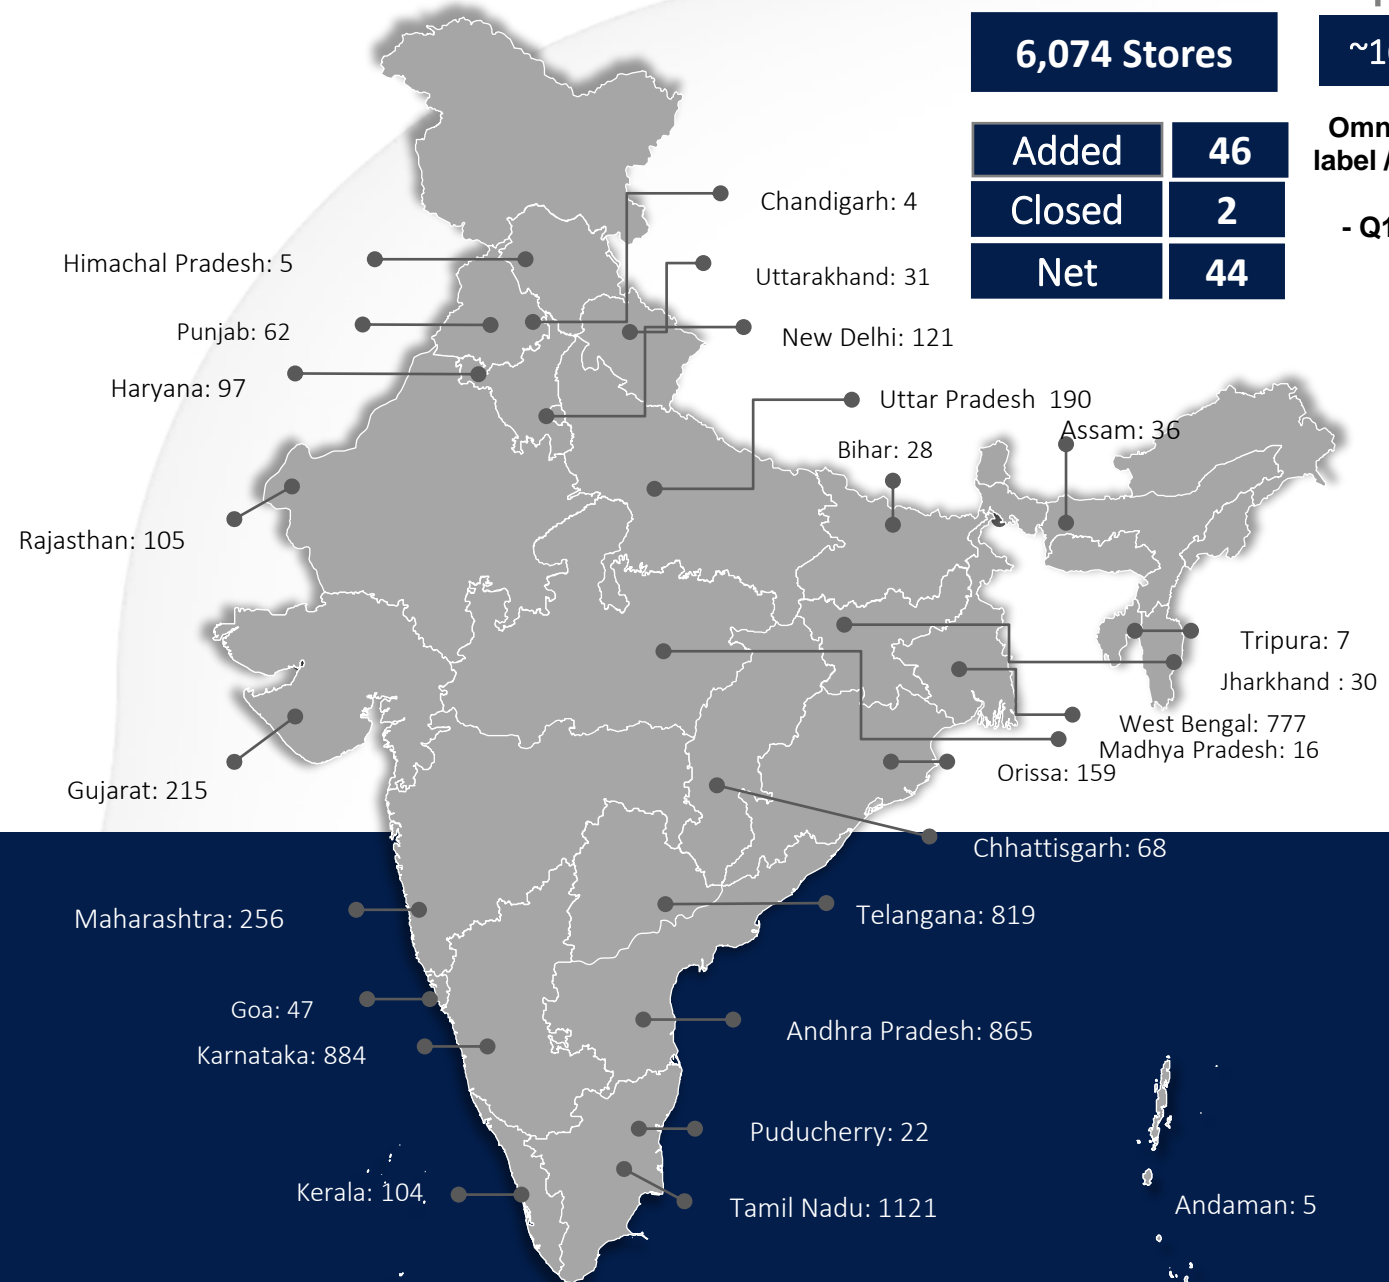 6,074 Stores
Added 46
Closed 2
Net 44
label /
- Q1
Chandigarh: 4
Himachal Pradesh: 5
Uttarakhand: 31
Punjab: 62
New Delhi: 121
Haryana: 97
Uttar Pradesh 190
Assam: 36
Bihar: 28
Rajasthan: 105
Tripura: 7
Jharkhand : 30
West Bengal: 777
Madhya Pradesh: 16
Orissa: 159
Gujarat: 215
Chhattisgarh: 68
Maharashtra: 256
Telangana: 819
Goa: 47
Andhra Pradesh: 865
Karnataka: 884
Puducherry: 22
Kerala: 104
Tamil Nadu: 1121
Andaman: 5